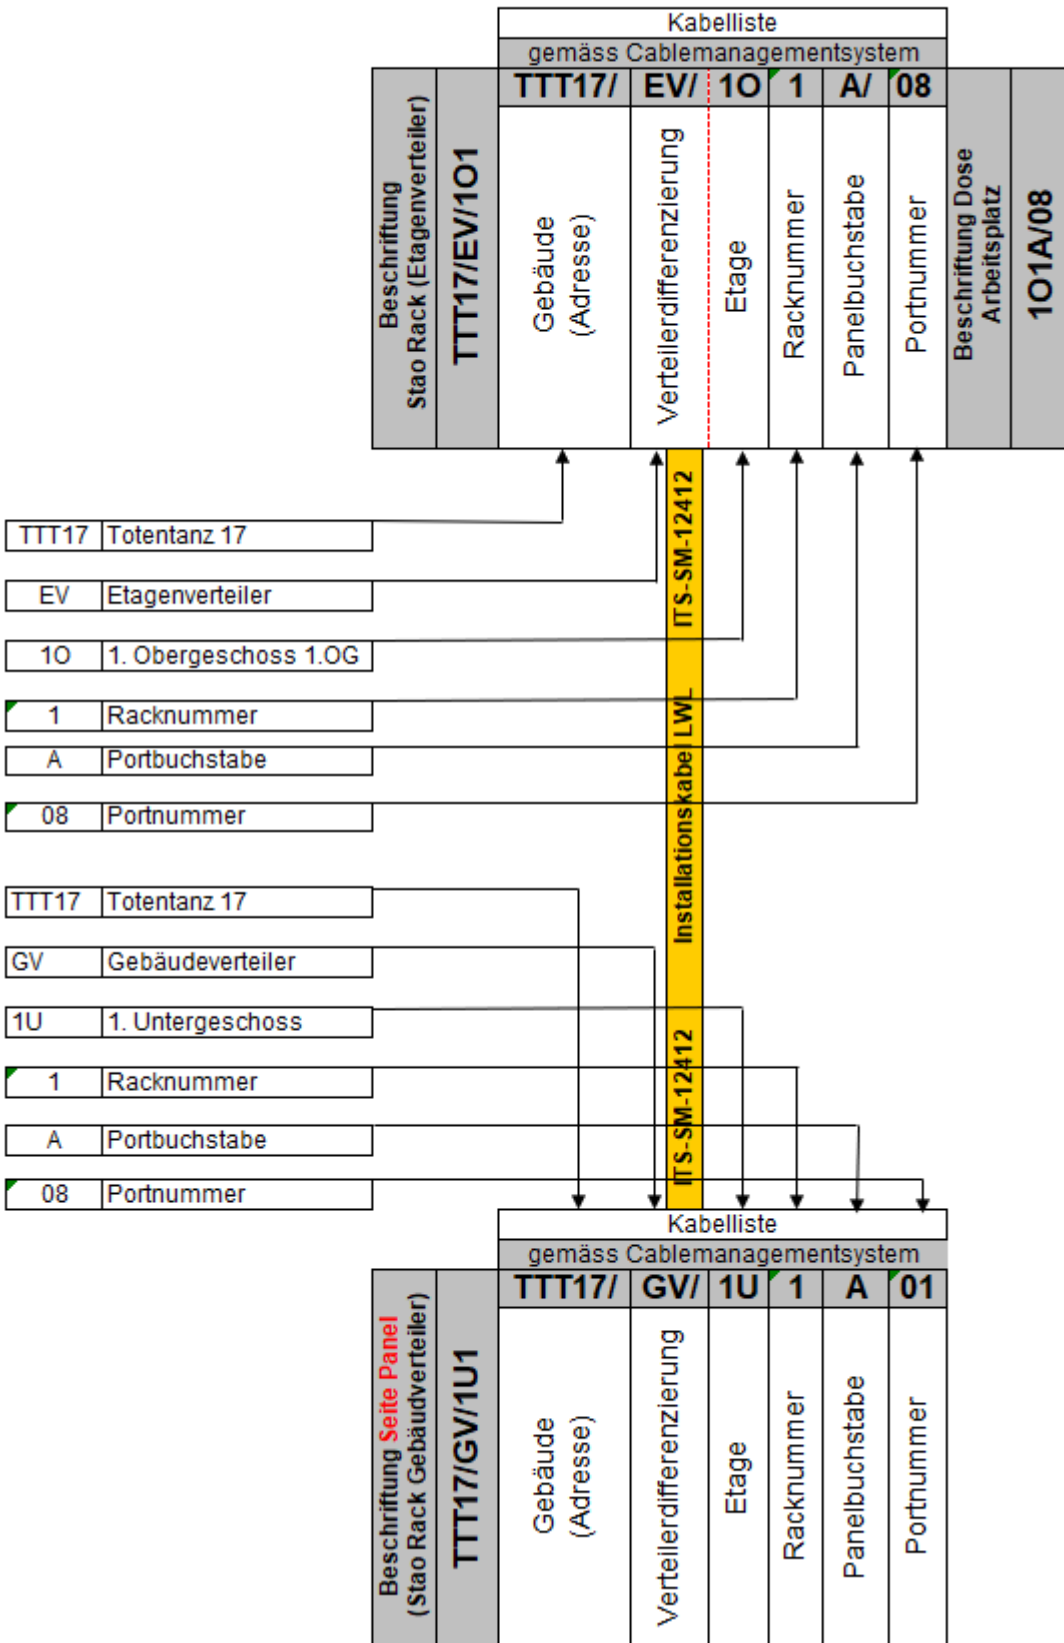 Kabelliste
gemäss Cablemanagementsystem
TTT17/ EV/ 1O 1 A/ 08
Beschriftung
Stao Rack (Etagenverteiler)
TTT17/EV/1O1
Gebäude
(Adresse)
Verteilerdifferenzierung
Etage
Racknummer
Panelbuchstabe
Portnummer
Beschriftung Dose
Arbeitsplatz
1O1A/08
TTT17 Totentanz 17
EV Etagenverteiler
1O 1. Obergeschoss 1.OG
1 Racknummer
A Portbuchstabe
08 Portnummer
ITS-SM-12412 Installationskabel LWL ITS-SM-12412
TTT17 Totentanz 17
GV Gebäudeverteiler
1U 1. Untergeschoss
1 Racknummer
A Portbuchstabe
08 Portnummer
Kabelliste
gemäss Cablemanagementsystem
TTT17/ GV/ 1U 1 A 01
Beschriftung Seite Panel
(Stao Rack Gebäudverteiler)
TTT17/GV/1U1
Gebäude
(Adresse)
Verteilerdifferenzierung
Etage
Racknummer
Panelbuchstabe
Portnummer